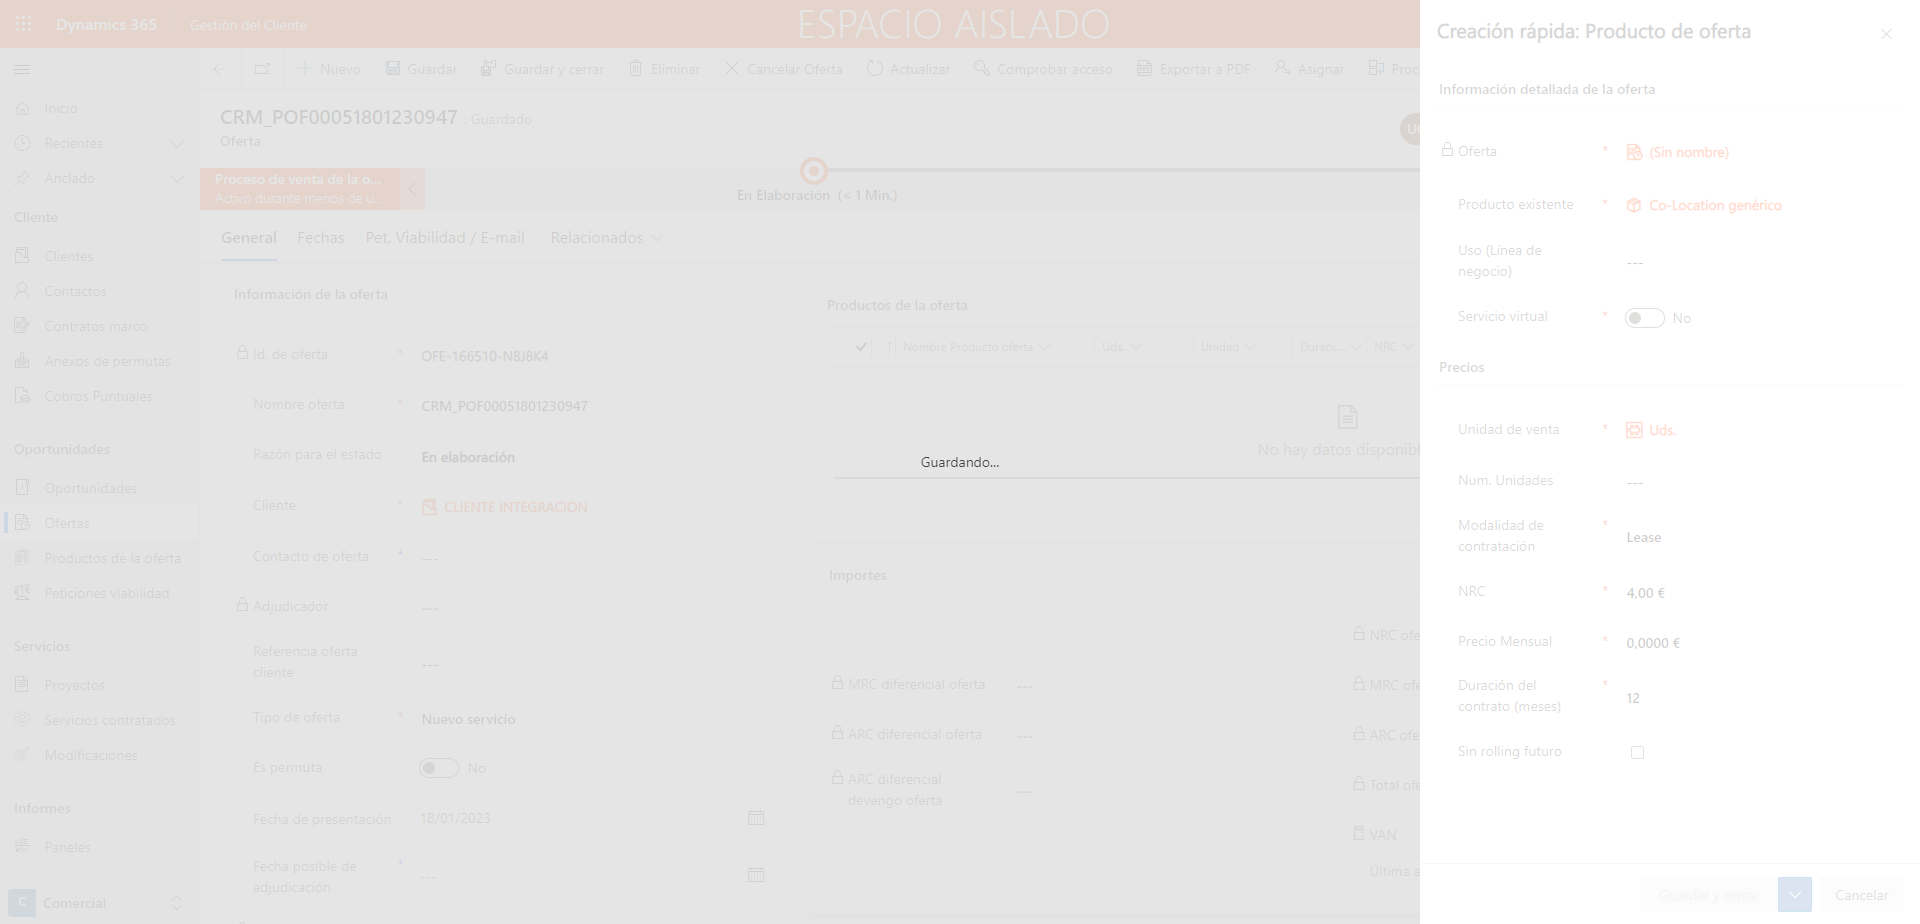 Dynamics 365
Gestión del Cliente
ESPACIO AISLADO
Nuevo
Guardar
Guardar y cerrar
Eliminar
Cancelar Oferta
Actualizar
Comprobar acceso
Exportar a PDF
Asignar
Proc
Inicio
Recientes
Anclado
Cliente
Clientes
Contactos
Contratos marco
Anexos de permutas
Cobros Puntuales
Oportunidades
Oportunidades
Ofertas
Productos de la oferta
Peticiones viabilidad
Servicios
Proyectos
Servicios contratados
Modificaciones
Informes
Paneles
C
Comercial
CRM_POF00051801230947 : Guardado
Oferta
Proceso de venta de la o...
Activo durante menos de u...
En Elaboración (< 1 Min.)
General
Fechas
Pet. Viabilidad / E-mail
Relacionados
Información de la oferta
Id. de oferta * OFE-166510-N8J8K4
Nombre oferta * CRM_POF00051801230947
Razón para el estado En elaboración
Cliente * CLIENTE INTEGRACION
Contacto de oferta + ---
Adjudicador ---
Referencia oferta
cliente
---
Tipo de oferta * Nuevo servicio
Es permuta No
Fecha de presentación 18/01/2023
Fecha posible de
adjudicación
* ---
Productos de la oferta
↑ Nombre Producto oferta
Uds.
Unidad
Duraci...
NRC
No hay datos disponibl
Guardando...
Importes
NRC ofe
MRC diferencial oferta ---
MRC ofe
ARC diferencial oferta ---
ARC ofe
ARC diferencial
devengo oferta
---
Total ofe
VAN
Última a
Creación rápida: Producto de oferta
Información detallada de la oferta
Oferta * (Sin nombre)
Producto existente * Co-Location genérico
Uso (Línea de
negocio)
---
Servicio virtual * No
Precios
Unidad de venta * Uds.
Num. Unidades ---
Modalidad de
contratación
* Lease
NRC * 4,00 €
Precio Mensual * 0,0000 €
Duración del
contrato (meses)
* 12
Sin rolling futuro
Guardar y cerrar
Cancelar